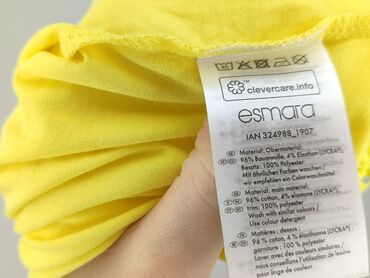 40
clevercare.info
esmara
IAN 324988_1907
Material: Obermaterial:
96% Baumwolle, 4% Elasthan (LYCRA®),
Besatz: 100% Polyester
Mit ähnlichen Farben waschen/
wir empfehlen ein Colorwaschmittel
Material: main material:
96% cotton, 4% elastane (LYCRA®),
trim: 100% polyester
Wash with similar colours /
Use colour detergent
Matières : dessus :
96 % coton, 4 % élasthanne (LYCRA®),
garniture : 100 % polyester
Laver avec des couleurs similaires
l'utilisation de lessive
pour linge de couleur